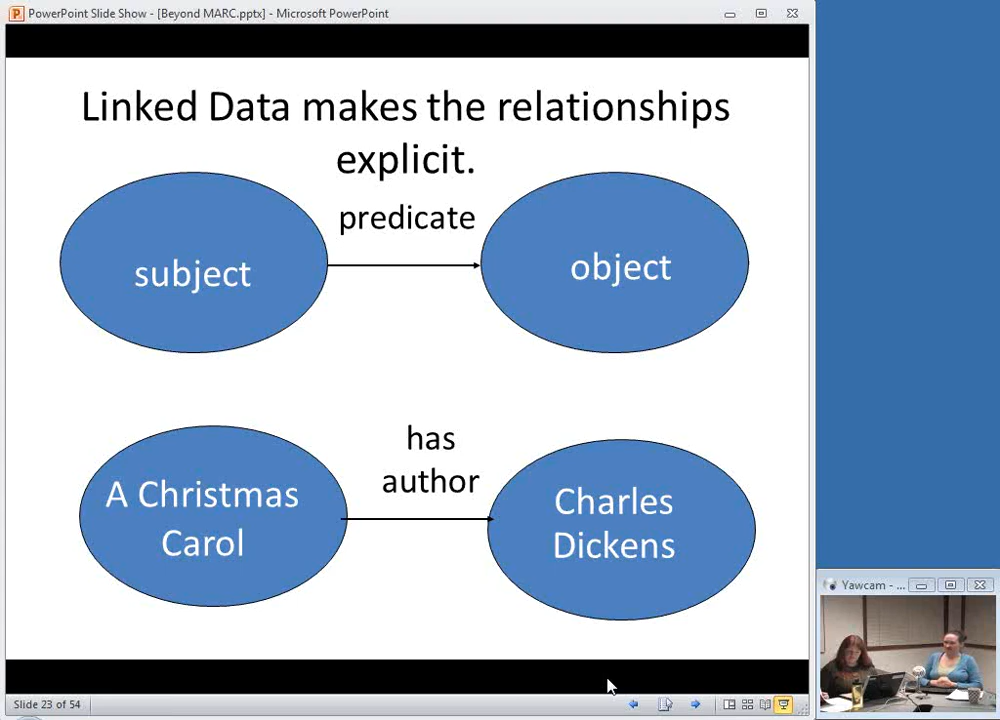 PowerPoint Slide Show - [Beyond MARC.pptx] - Microsoft PowerPoint
Linked Data makes the relationships
explicit.
predicate
subject
object
has
author
A Christmas
Carol
Charles
Dickens
Yawcam - ...
Slide 23 of 54